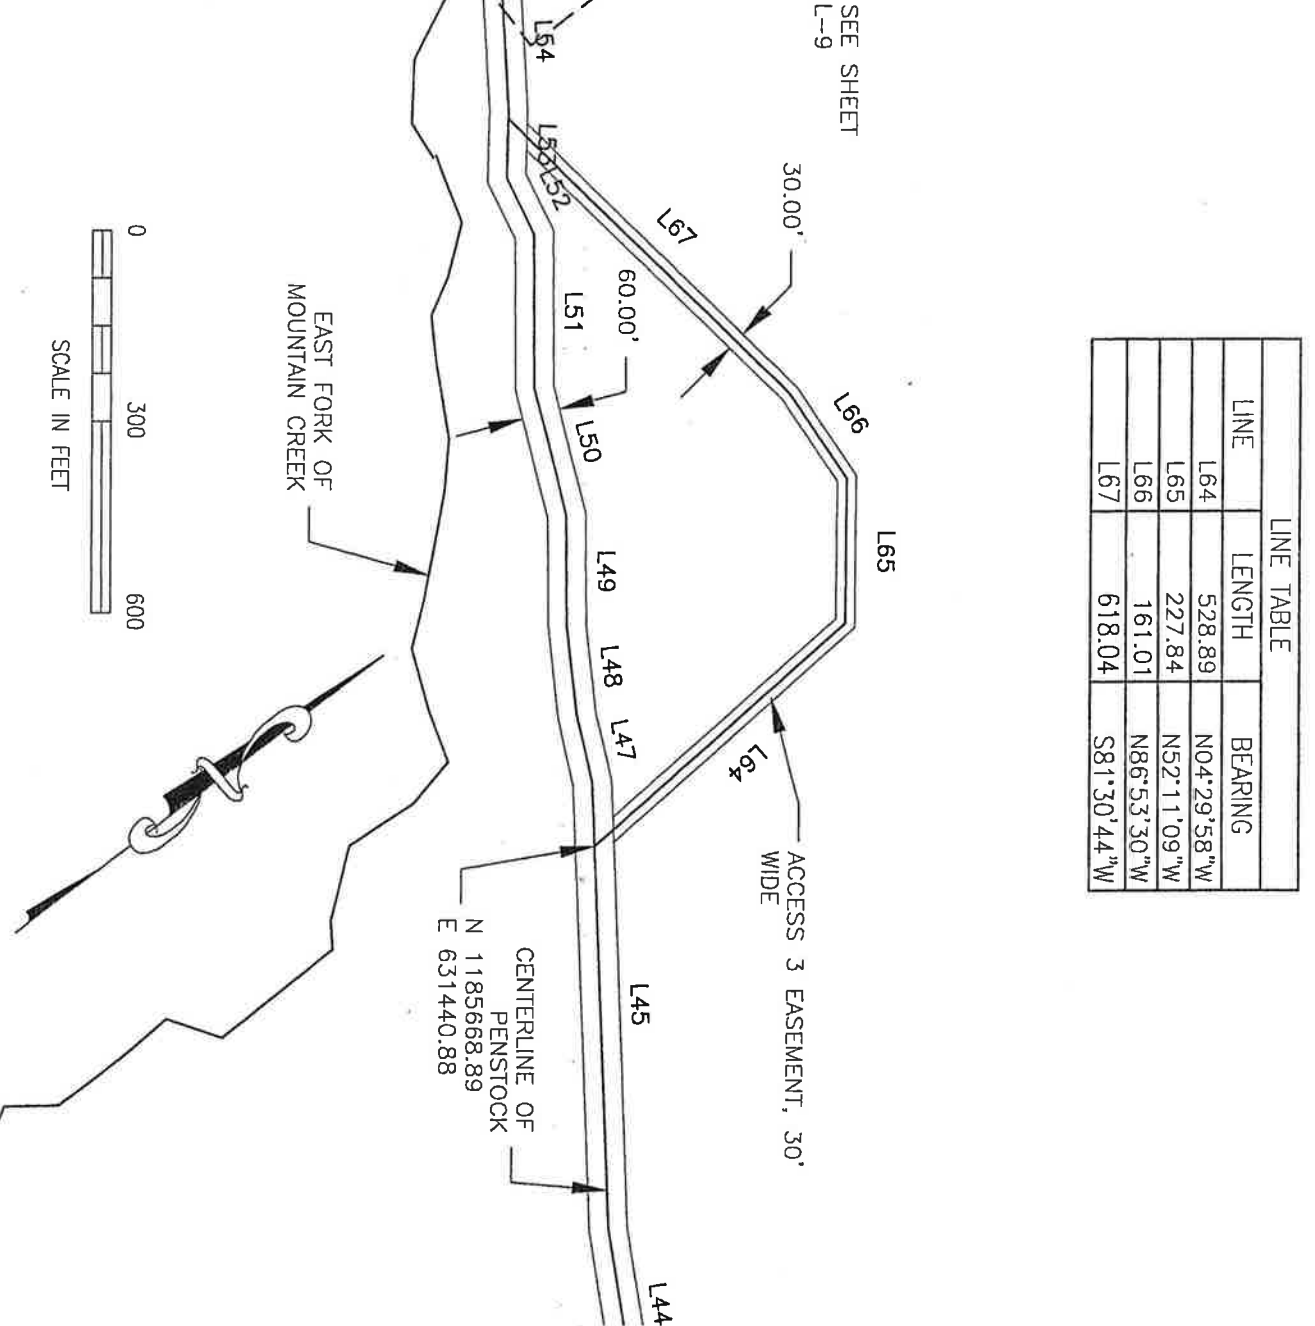 SEE SHEET
L-9
LINE TABLE
LINE LENGTH BEARING
L64 528.89 N04°29'58"W
L65 227.84 N52°11'09"W
L66 161.01 N86°53'30"W
L67 618.04 S81°30'44"W
L54
L53
L52
L67
30.00'
L66
L65
L64
ACCESS 3 EASEMENT, 30'
WIDE
60.00'
L51
L50
L49
L48
L47
L45
L44
EAST FORK OF
MOUNTAIN CREEK
CENTERLINE OF
PENSTOCK
N 1185668.89
E 631440.88
0 300 600
SCALE IN FEET
N